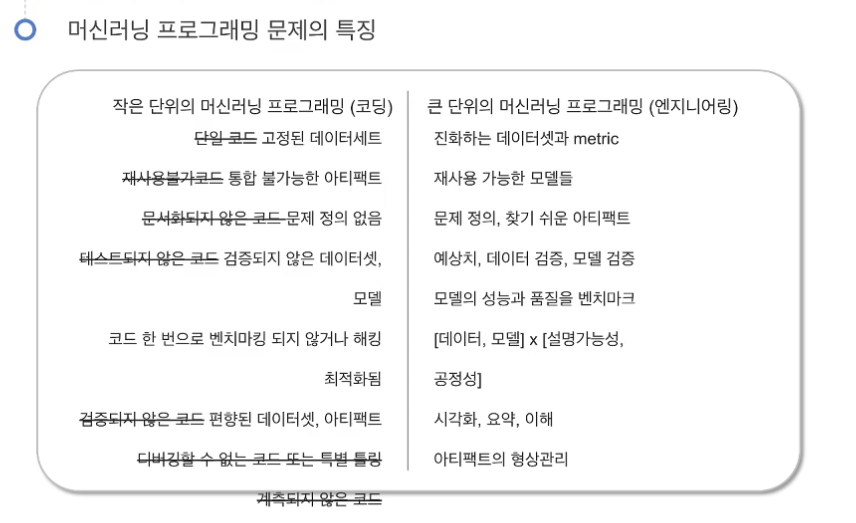 머신러닝 프로그래밍 문제의 특징
작은 단위의 머신러닝 프로그래밍 (코딩)
단일 코드 고정된 데이터세트
재사용불가코드 통합 불가능한 아티팩트
문서화되지 않은 코드 문제 정의 없음
테스트되지 않은 코드 검증되지 않은 데이터셋,
모델
코드 한 번으로 벤치마킹 되지 않거나 해킹
최적화됨
검증되지 않은 코드 편향된 데이터셋, 아티팩트
디버깅할 수 없는 코드 또는 특별 툴링
계측되지 않은 코드
큰 단위의 머신러닝 프로그래밍 (엔지니어링)
진화하는 데이터셋과 metric
재사용 가능한 모델들
문제 정의, 찾기 쉬운 아티팩트
예상치, 데이터 검증, 모델 검증
모델의 성능과 품질을 벤치마크
[데이터, 모델] x [설명가능성,
공정성]
시각화, 요약, 이해
아티팩트의 형상관리